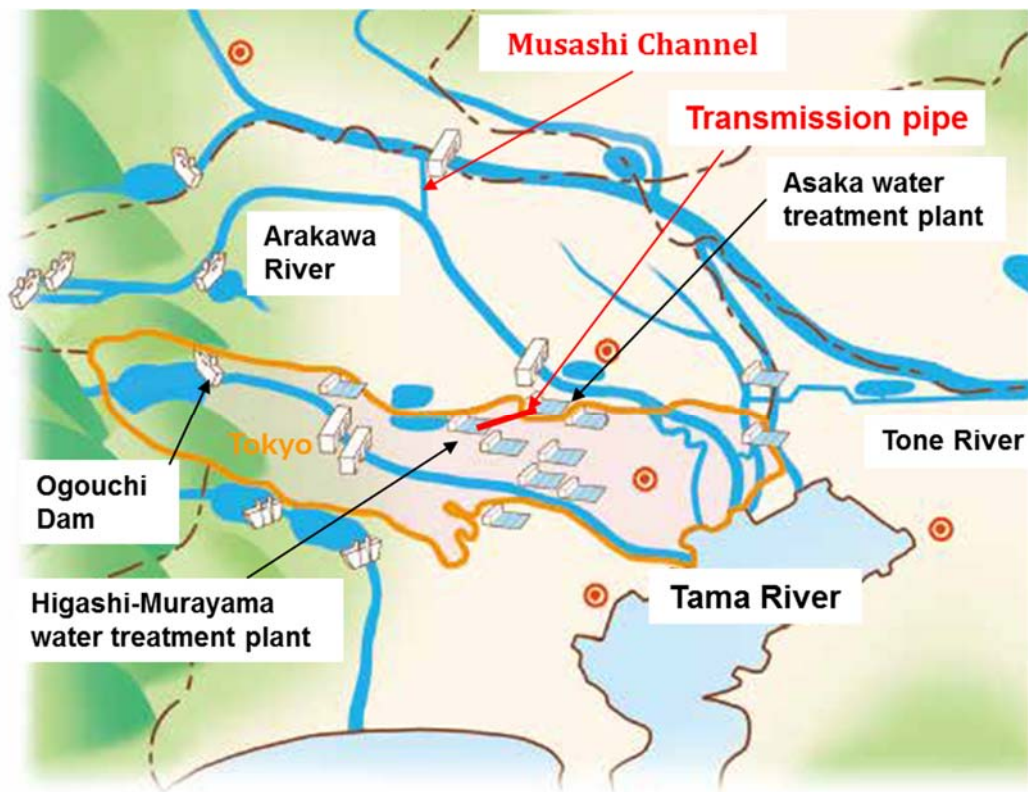 Musashi Channel
Transmission pipe
Asaka water
treatment plant
Arakawa
River
Tokyo
Tone River
Ogouchi
Dam
Tama River
Higashi-Murayama
water treatment plant